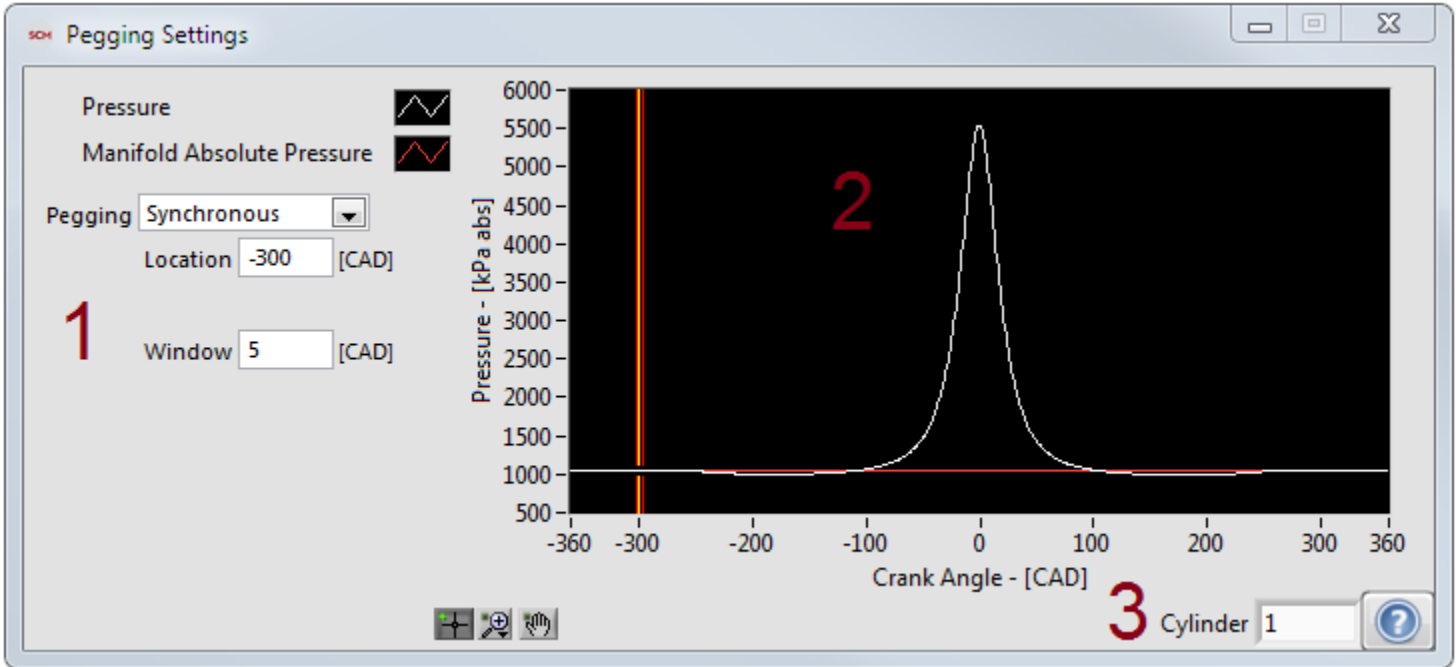 SCM Pegging Settings
Pressure
Manifold Absolute Pressure
Pegging Synchronous
Location -300 [CAD]
1
Window 5 [CAD]
Pressure - [kPa abs]
6000
5500
5000
4500
4000
3500
3000
2500
2000
1500
1000
500
2
-360 -300 -200 -100 0 100 200 300 360
Crank Angle - [CAD]
3 Cylinder 1 ?